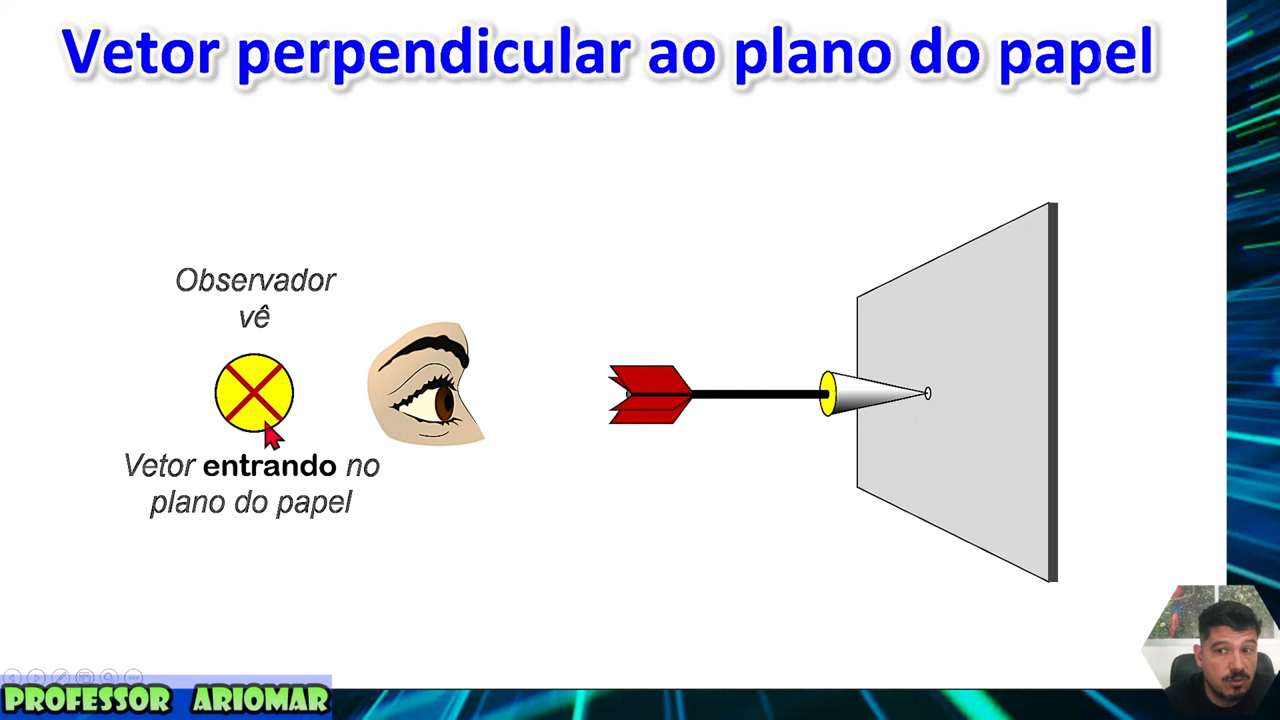 Vetor perpendicular ao plano do papel
Observador
vê
Vetor entrando no
plano do papel
PROFESSOR ARIOMAR